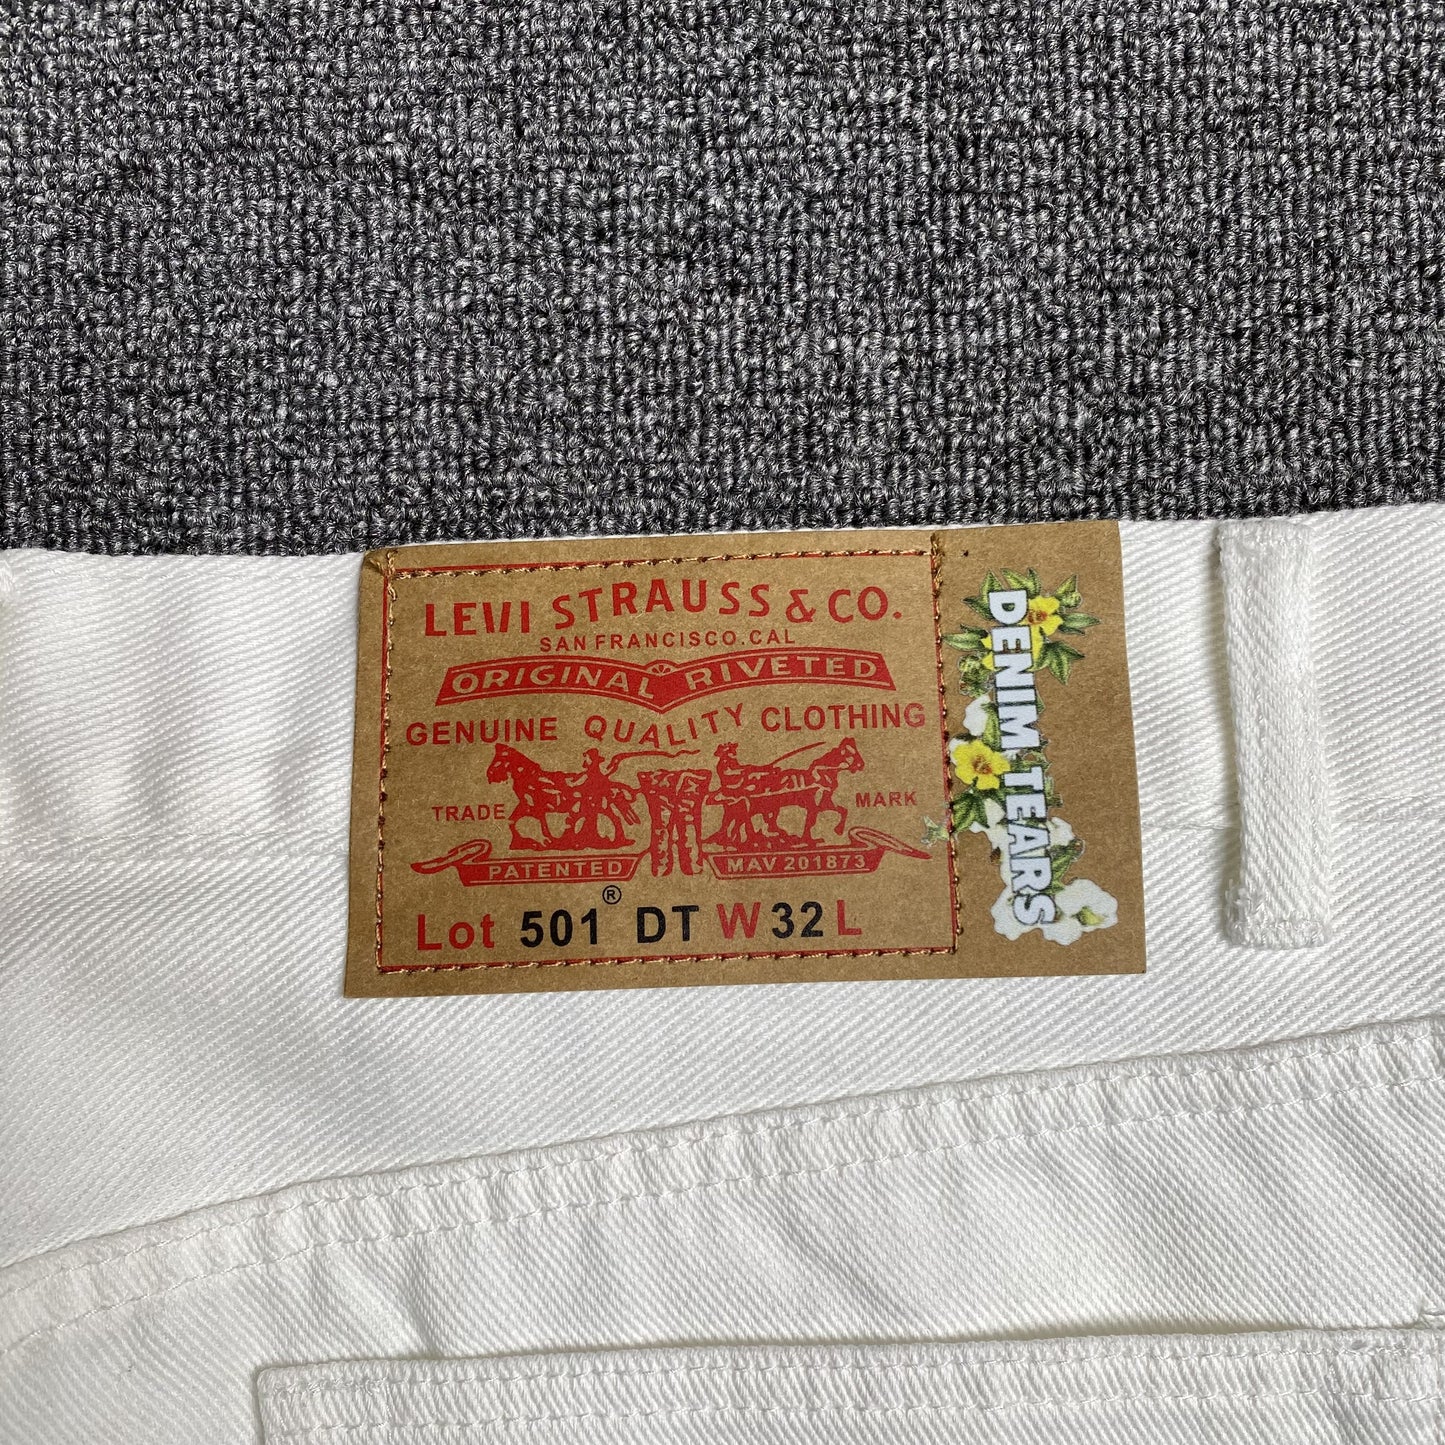 LEVI STRAUSS & CO.
SAN FRANCISCO.CAL
ORIGINAL RIVETED
GENUINE QUALITY CLOTHING
TRADE MARK
PATENTED MAV 201873
Lot 501® DT W 32 L
DENIM TEARS